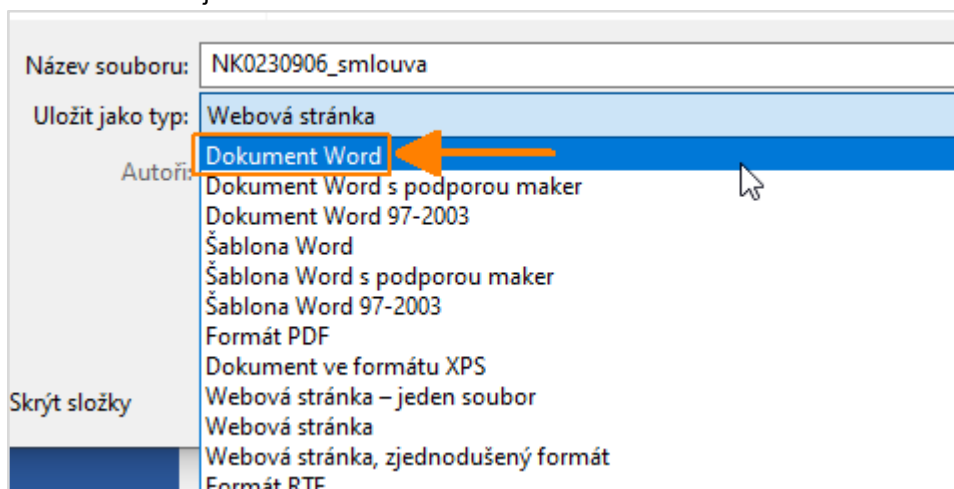 Název souboru: NK0230906_smlouva
Uložit jako typ: Webová stránka
Autoři:
Dokument Word
Dokument Word s podporou maker
Dokument Word 97-2003
Šablona Word
Šablona Word s podporou maker
Šablona Word 97-2003
Formát PDF
Dokument ve formátu XPS
Webová stránka – jeden soubor
Webová stránka
Webová stránka, zjednodušený formát
Formát RTF
Skrýt složky